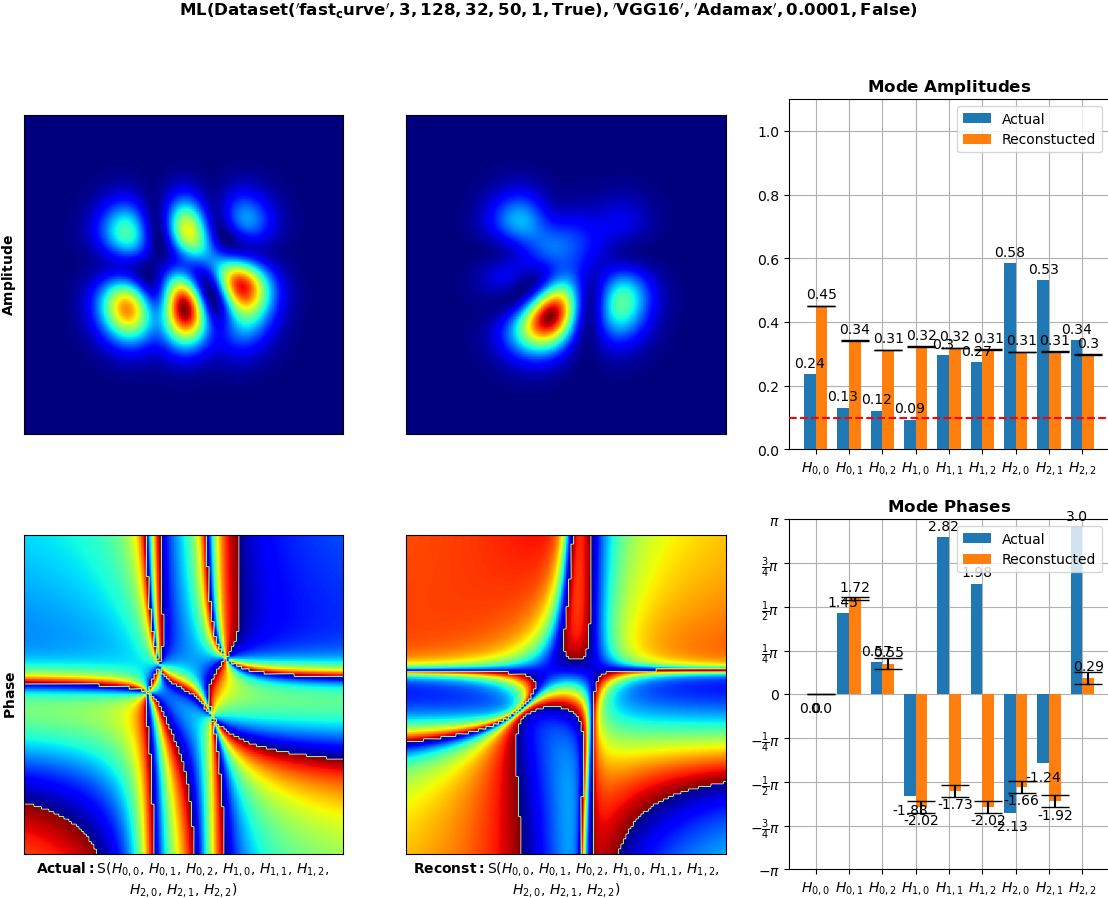 ML(Dataset('fast_curve', 3, 128, 32, 50, 1, True), 'VGG16', 'Adamax', 0.0001, False)
Amplitude
Mode Amplitudes
Actual
Reconstucted
1.0
0.8
0.6
0.4
0.2
0.0
0.24 0.13 0.12 0.09 0.3 0.27 0.58 0.53 0.34
0.45 0.34 0.31 0.32 0.32 0.31 0.31 0.31 0.3
H0,0 H0,1 H0,2 H1,0 H1,1 H1,2 H2,0 H2,1 H2,2
Phase
Actual: S(H0,0, H0,1, H0,2, H1,0, H1,1, H1,2,
H2,0, H2,1, H2,2)
Reconst: S(H0,0, H0,1, H0,2, H1,0, H1,1, H1,2,
H2,0, H2,1, H2,2)
Mode Phases
Actual
Reconstucted
π
3/4π
1/2π
1/4π
0
−1/4π
−1/2π
−3/4π
−π
0.0 0.57 -1.83 2.82 1.98 -2.13 -1.24 3.0
0.0 1.72 0.55 -2.02 -1.73 -2.02 -1.66 -1.92 0.29
H0,0 H0,1 H0,2 H1,0 H1,1 H1,2 H2,0 H2,1 H2,2